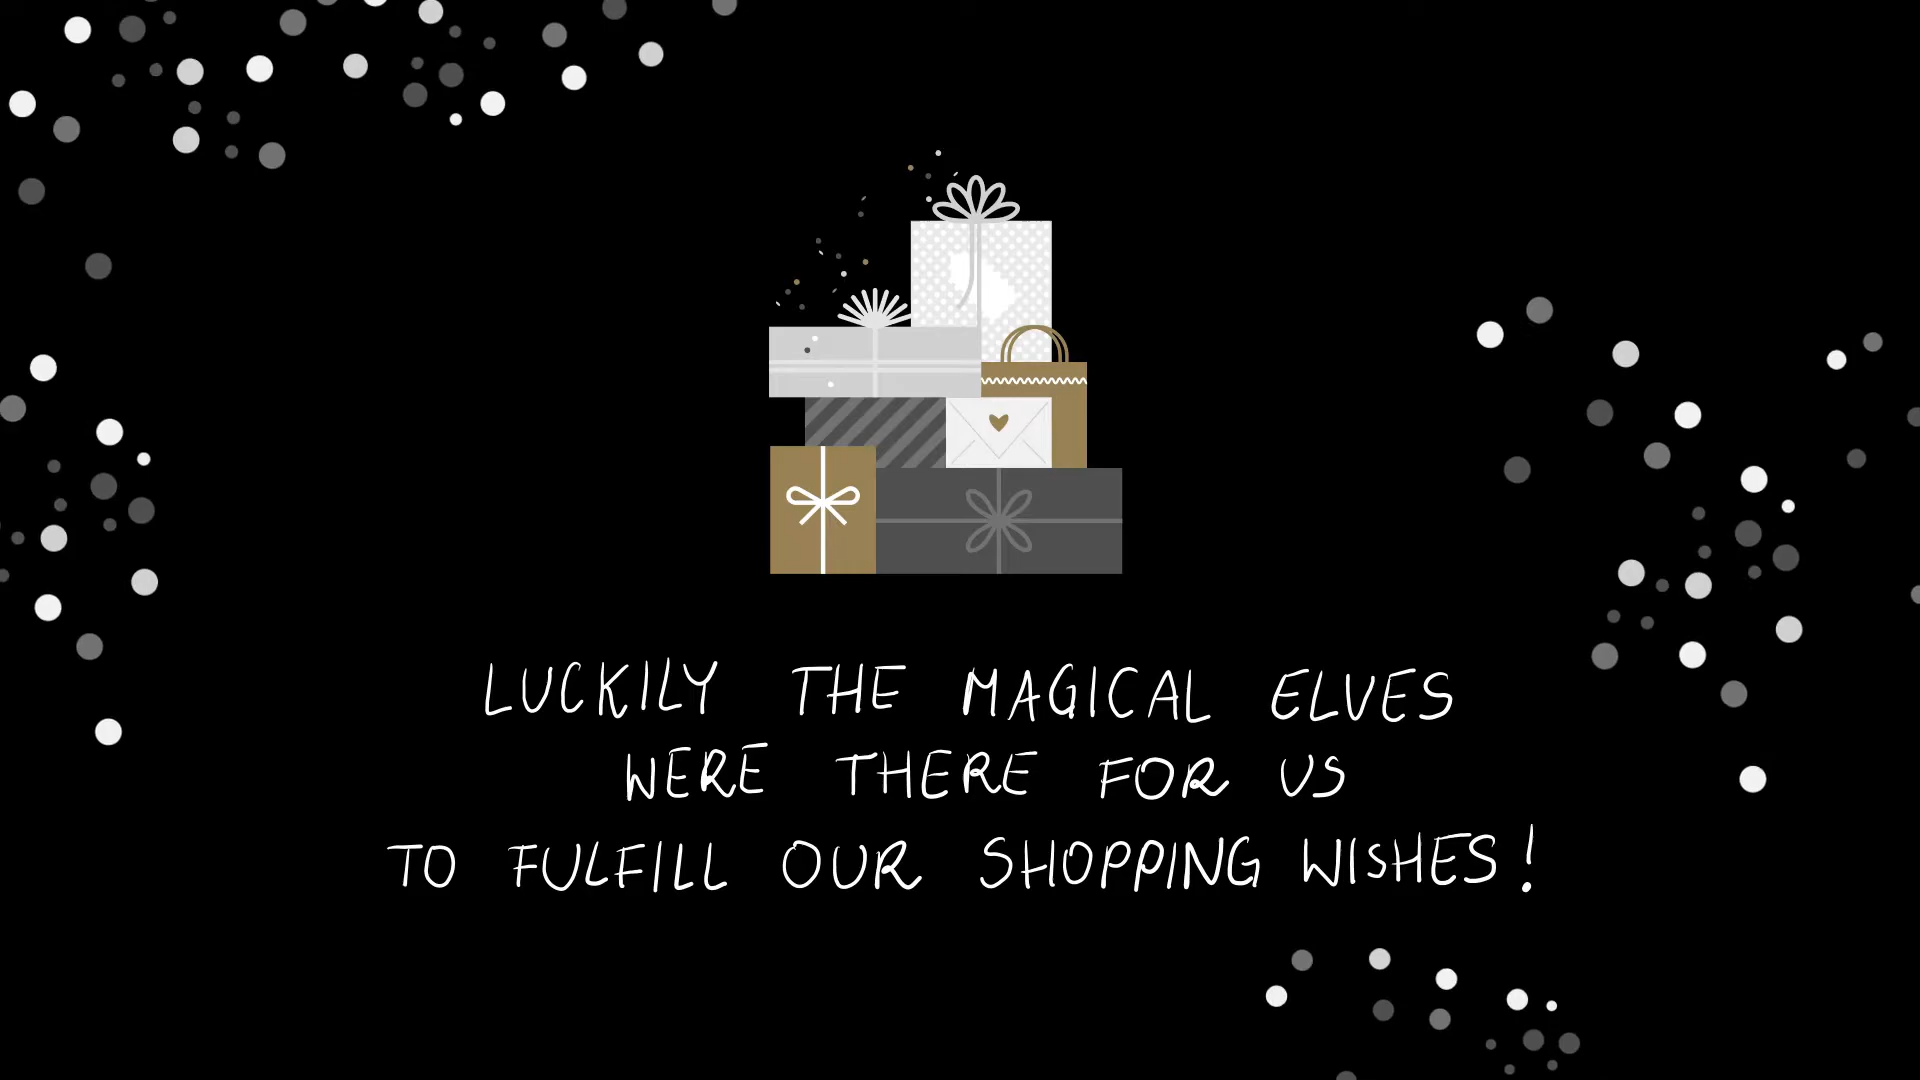 LUCKILY THE MAGICAL ELVES
WERE THERE FOR US
TO FULFILL OUR SHOPPING WISHES!